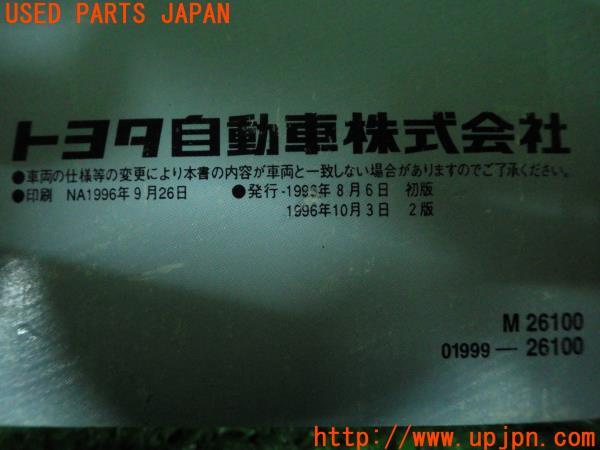 USED PARTS JAPAN
トヨタ自動車株式会社
●車両の仕様等の変更により本書の内容が車両と一致しない場合がありますのでご了承ください。
●印刷 NA1996年9月26日 ●発行-1996年8月6日 初版
1996年10月3日 2版
M 26100
01999—26100
http://www.upjpn.com/